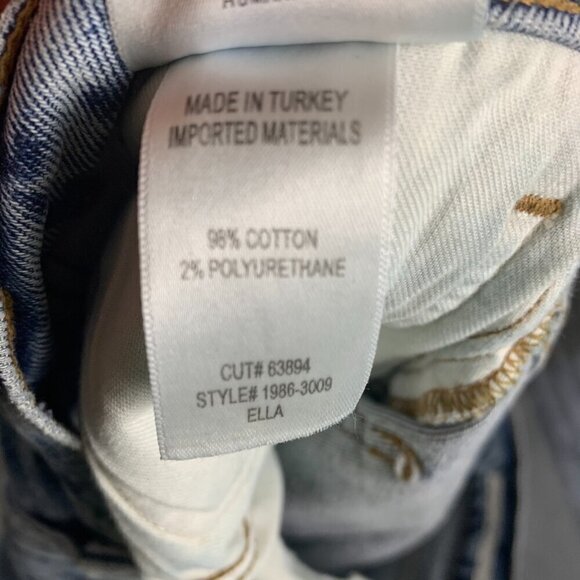 MADE IN TURKEY
IMPORTED MATERIALS
98% COTTON
2% POLYURETHANE
CUT# 63894
STYLE# 1986-3009
ELLA